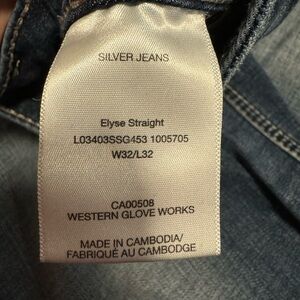 SILVER JEANS
Elyse Straight
L03403SSG453 1005705
W32/L32
CA00508
WESTERN GLOVE WORKS
MADE IN CAMBODIA/
FABRIQUÉ AU CAMBODGE